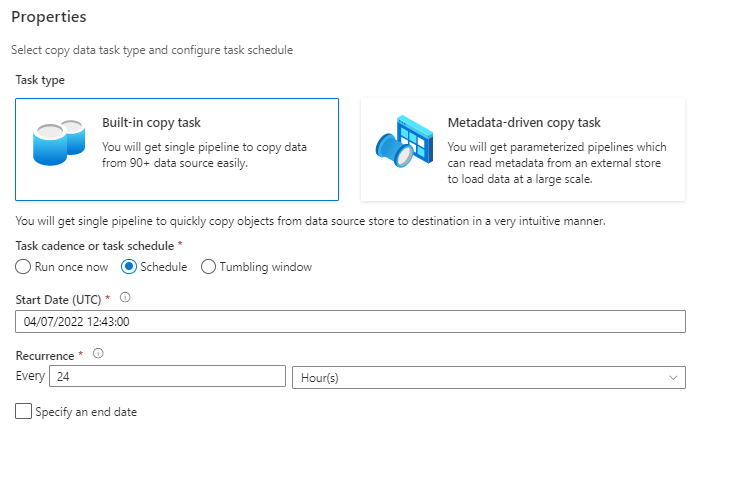 Properties
Select copy data task type and configure task schedule
Task type
Built-in copy task
You will get single pipeline to copy data
from 90+ data source easily.
Metadata-driven copy task
You will get parameterized pipelines which
can read metadata from an external store
to load data at a large scale.
You will get single pipeline to quickly copy objects from data source store to destination in a very intuitive manner.
Task cadence or task schedule *
Run once now Schedule Tumbling window
Start Date (UTC) *
04/07/2022 12:43:00
Recurrence *
Every 24 Hour(s)
Specify an end date